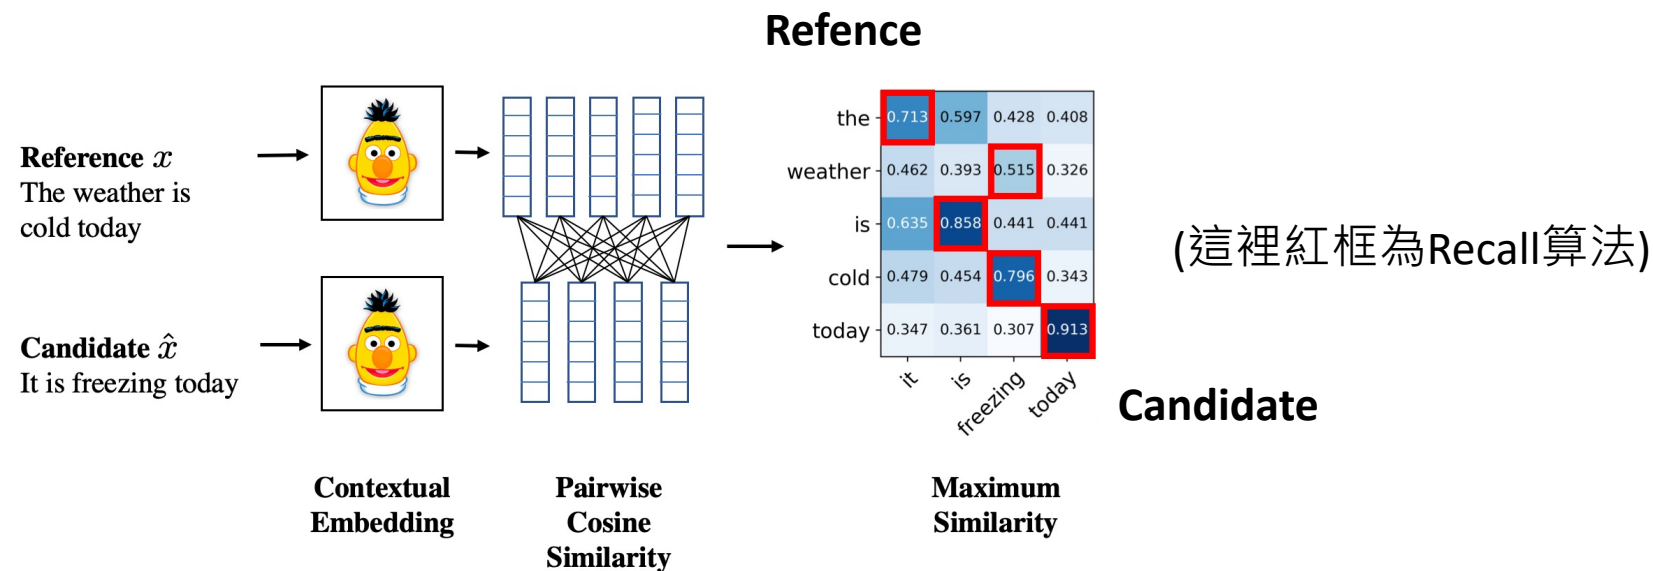 Refence
Reference x
The weather is
cold today
Candidate x̂
It is freezing today
Contextual
Embedding
Pairwise
Cosine
Similarity
the 0.713 0.597 0.428 0.408
weather 0.462 0.393 0.515 0.326
is 0.635 0.858 0.441 0.441
cold 0.479 0.454 0.796 0.343
today 0.347 0.361 0.307 0.913
it is freezing today
Maximum
Similarity
Candidate
(這裡紅框為Recall算法)